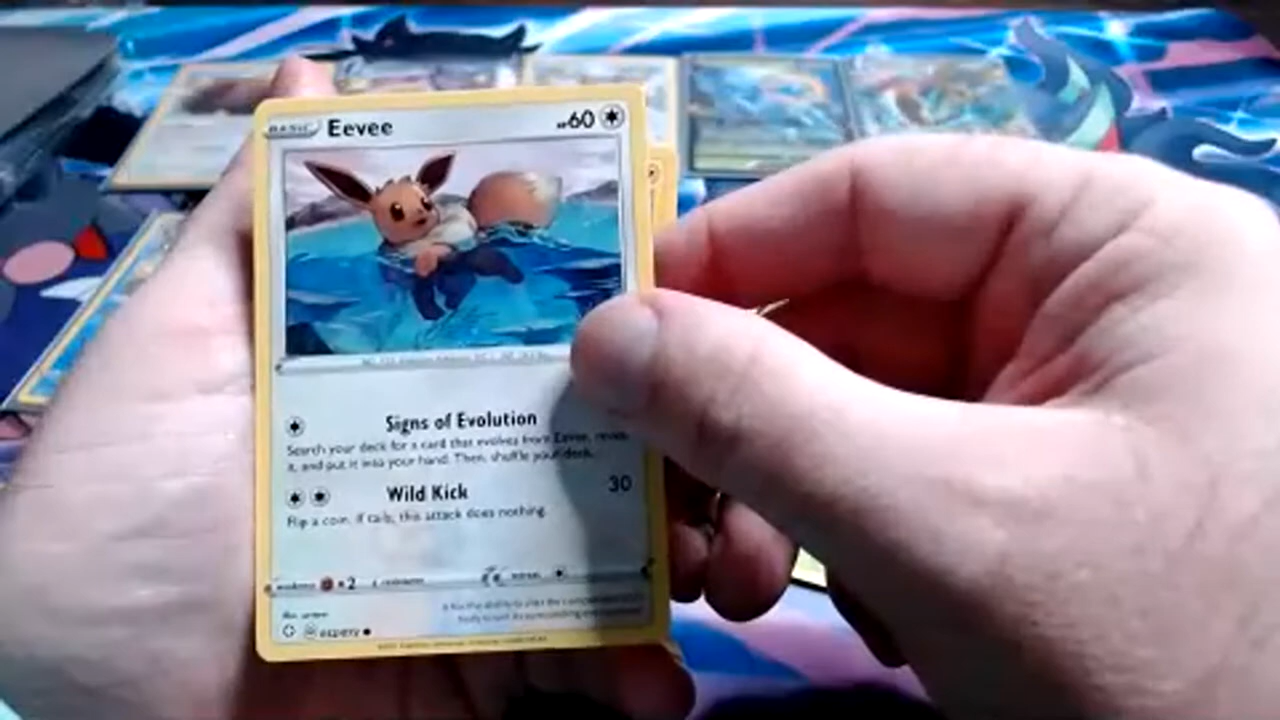 BASIC Eevee HP60
Signs of Evolution
Search your deck for a card that evolves from Eevee, reveal
it, and put it into your hand. Then, shuffle your deck.
Wild Kick 30
Flip a coin. If tails, this attack does nothing.
×2